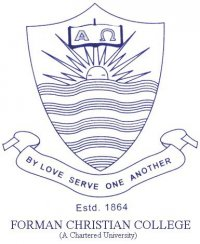 Α Ω
BY LOVE SERVE ONE ANOTHER
Estd. 1864
FORMAN CHRISTIAN COLLEGE
(A Chartered University)